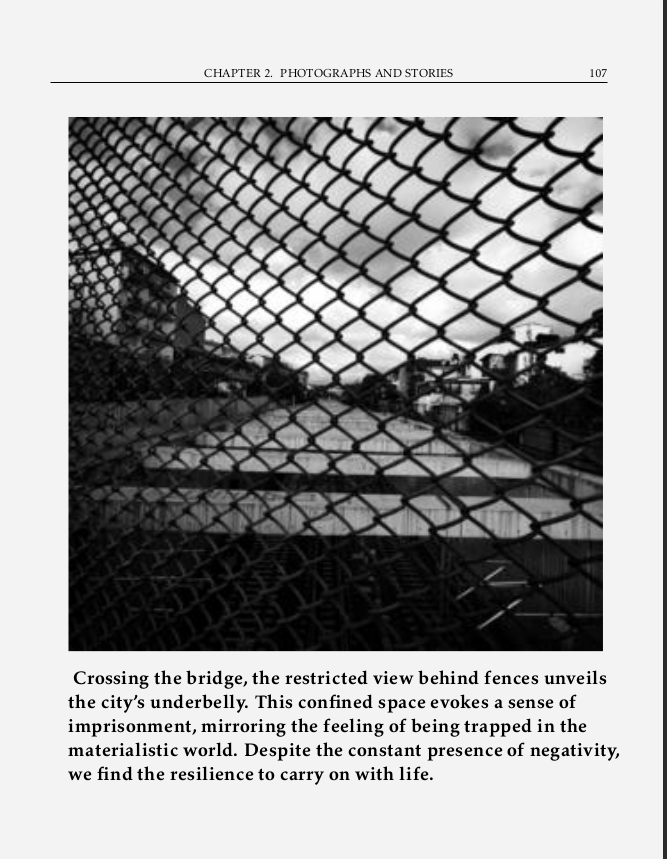 CHAPTER 2. PHOTOGRAPHS AND STORIES 107
Crossing the bridge, the restricted view behind fences unveils
the city's underbelly. This confined space evokes a sense of
imprisonment, mirroring the feeling of being trapped in the
materialistic world. Despite the constant presence of negativity,
we find the resilience to carry on with life.